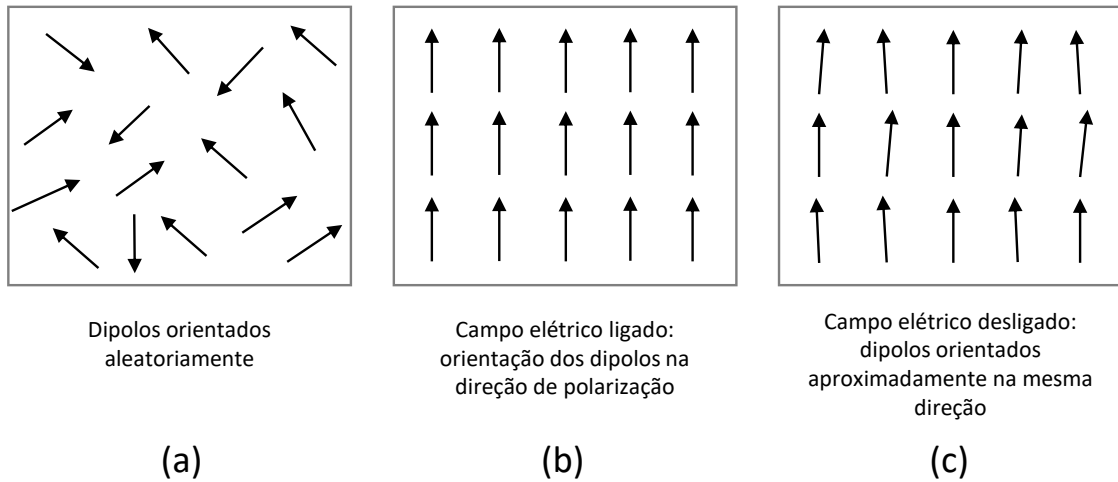 Dipolos orientados
aleatoriamente
(a)
Campo elétrico ligado:
orientação dos dipolos na
direção de polarização
(b)
Campo elétrico desligado:
dipolos orientados
aproximadamente na mesma
direção
(c)